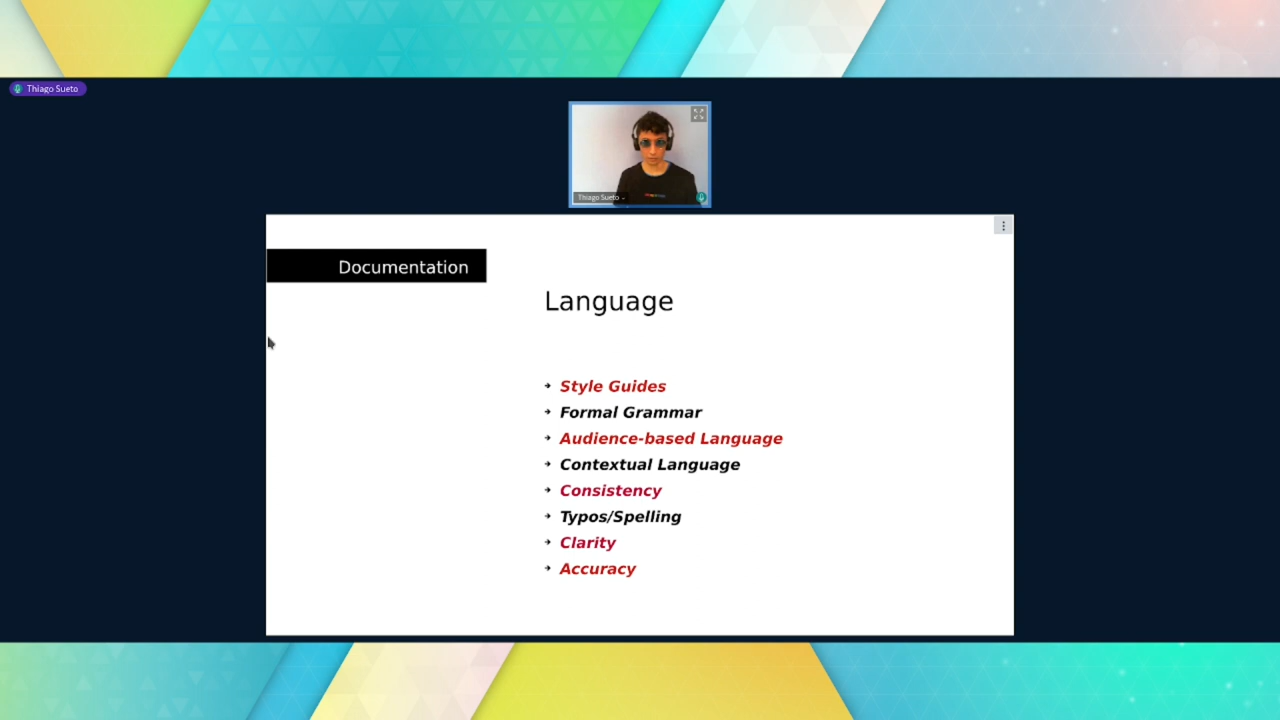 Thiago Sueto
Thiago Sueto
Documentation
Language
Style Guides
Formal Grammar
Audience-based Language
Contextual Language
Consistency
Typos/Spelling
Clarity
Accuracy